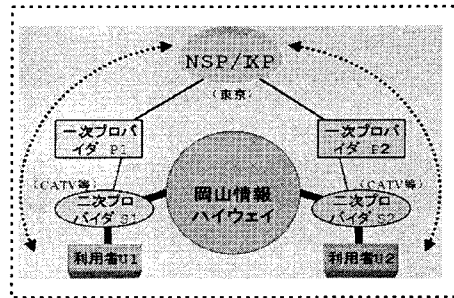 NSP/IXP
(東京)
一次プロバ
イダ P1
一次プロバ
イダ P2
(CATV等)
(CATV等)
二次プロ
バイダ S1
岡山情報
ハイウェイ
二次プロ
バイダ S2
利用者U1
利用者U2